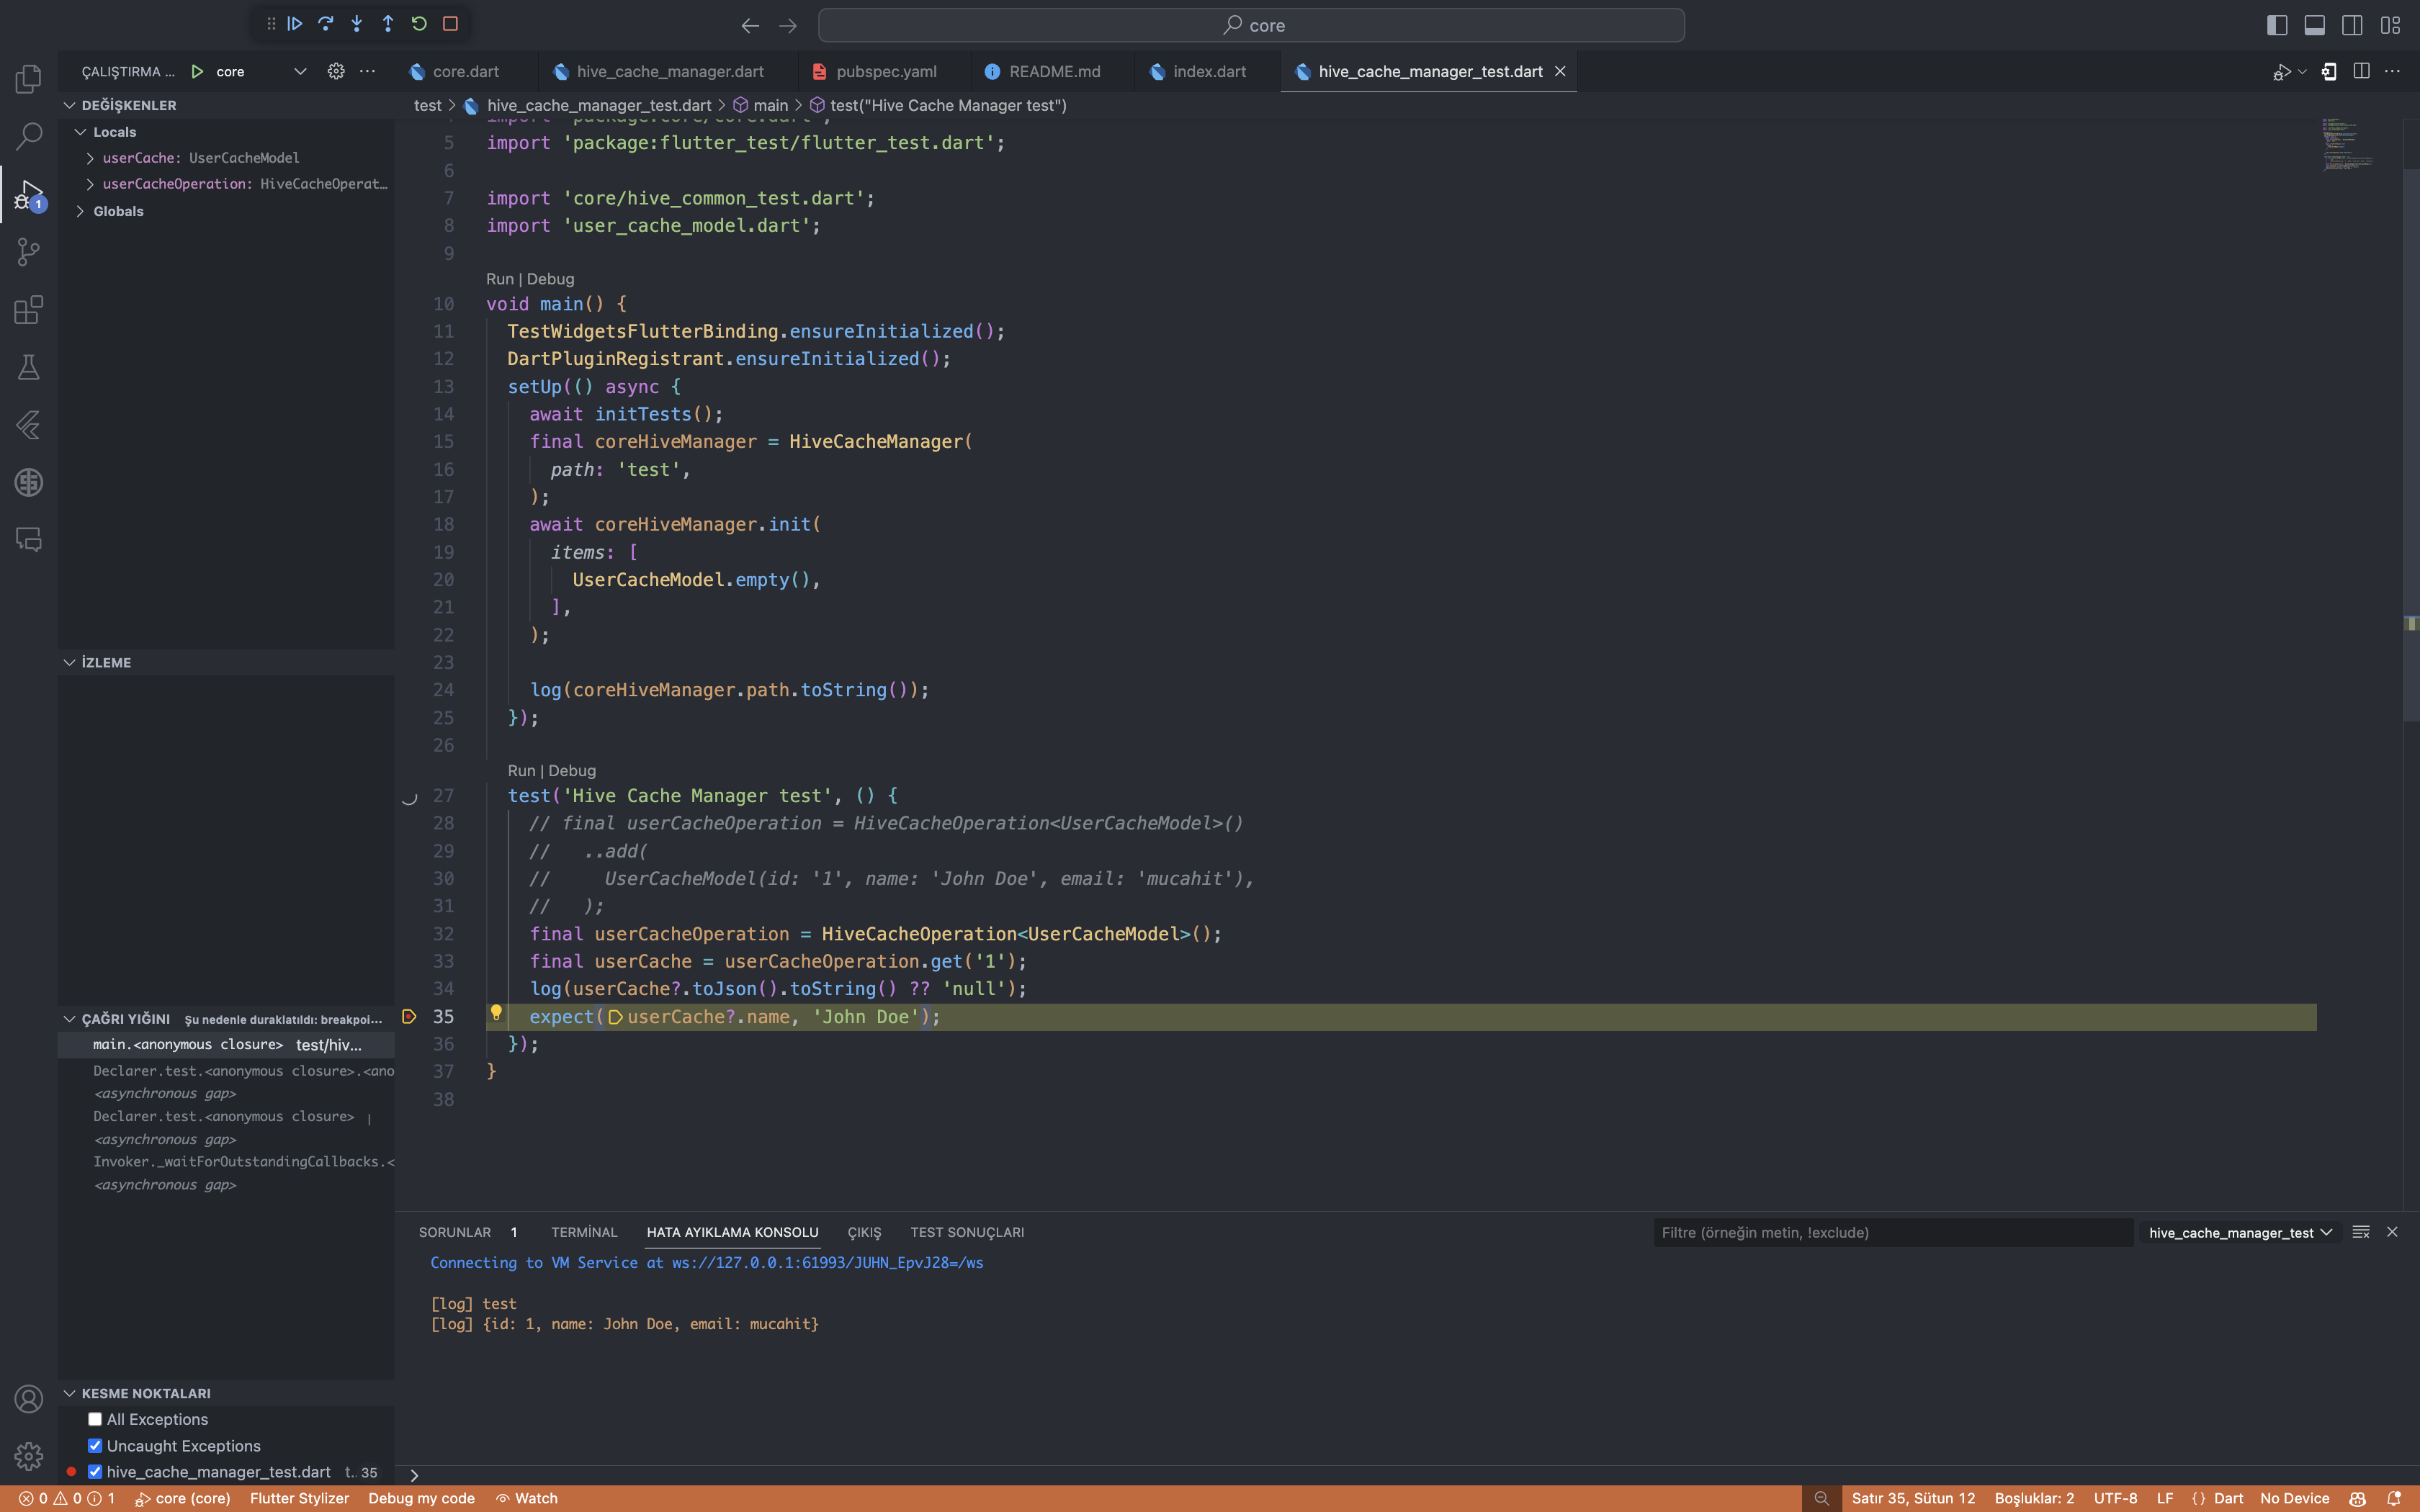 core
ÇALIŞTIRMA ... core
core.dart hive_cache_manager.dart pubspec.yaml README.md index.dart hive_cache_manager_test.dart
test > hive_cache_manager_test.dart > main > test("Hive Cache Manager test")
DEĞİŞKENLER
Locals
userCache: UserCacheModel
userCacheOperation: HiveCacheOperat…
Globals
İZLEME
ÇAĞRI YIĞINI Şu nedenle duraklatıldı: breakpoi...
main.<anonymous closure> test/hiv...
Declarer.test.<anonymous closure>.<ano
<asynchronous gap>
Declarer.test.<anonymous closure>
<asynchronous gap>
Invoker._waitForOutstandingCallbacks.<
<asynchronous gap>
KESME NOKTALARI
All Exceptions
Uncaught Exceptions
hive_cache_manager_test.dart t.. 35
5 import 'package:flutter_test/flutter_test.dart';
6
7 import 'core/hive_common_test.dart';
8 import 'user_cache_model.dart';
9
Run | Debug
10 void main() {
11 TestWidgetsFlutterBinding.ensureInitialized();
12 DartPluginRegistrant.ensureInitialized();
13 setUp(() async {
14 await initTests();
15 final coreHiveManager = HiveCacheManager(
16 path: 'test',
17 );
18 await coreHiveManager.init(
19 items: [
20 UserCacheModel.empty(),
21 ],
22 );
23
24 log(coreHiveManager.path.toString());
25 });
26
Run | Debug
27 test('Hive Cache Manager test', () {
28 // final userCacheOperation = HiveCacheOperation<UserCacheModel>()
29 // ..add(
30 // UserCacheModel(id: '1', name: 'John Doe', email: 'mucahit'),
31 // );
32 final userCacheOperation = HiveCacheOperation<UserCacheModel>();
33 final userCache = userCacheOperation.get('1');
34 log(userCache?.toJson().toString() ?? 'null');
35 expect(userCache?.name, 'John Doe');
36 });
37 }
38
SORUNLAR 1 TERMİNAL HATA AYIKLAMA KONSOLU ÇIKIŞ TEST SONUÇLARI Filtre (örneğin metin, !exclude) hive_cache_manager_test
Connecting to VM Service at ws://127.0.0.1:61993/JUHN_EpvJ28=/ws
[log] test
[log] {id: 1, name: John Doe, email: mucahit}
0 0 1 core (core) Flutter Stylizer Debug my code Watch Satır 35, Sütun 12 Boşluklar: 2 UTF-8 LF {} Dart No Device